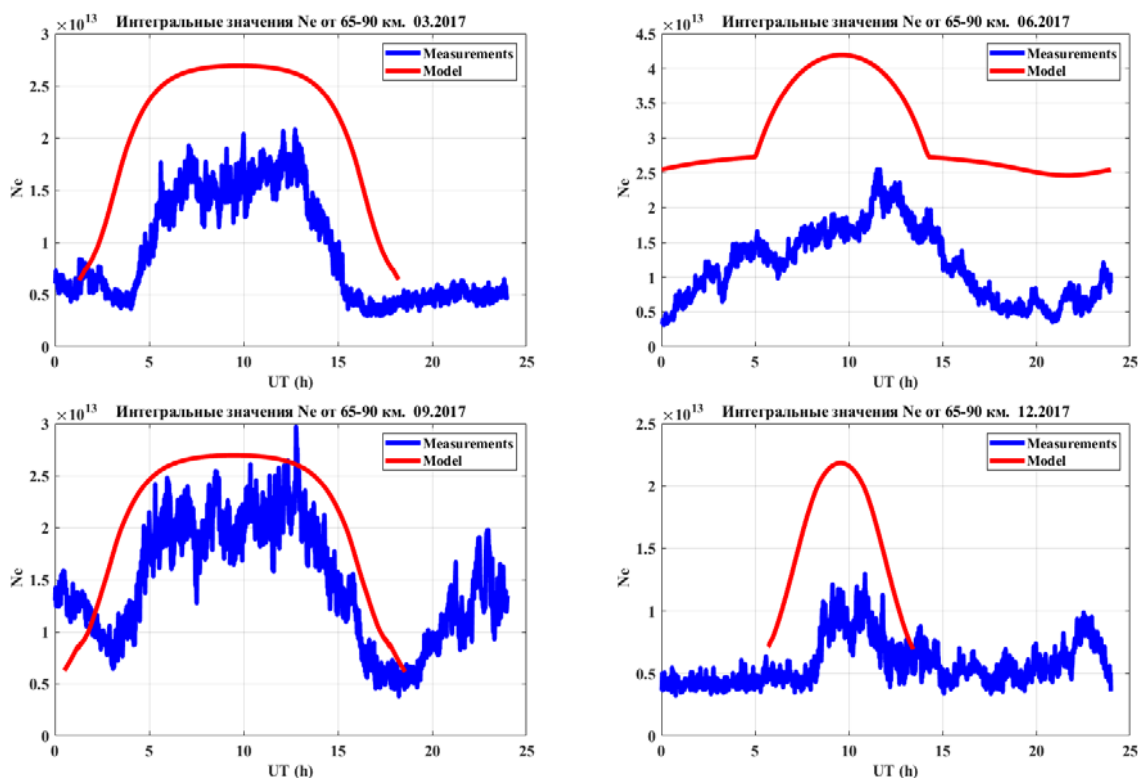 Интегральные значения Ne от 65-90 км. 03.2017
×10^13
3
2.5
2
1.5
1
0.5
0
Ne
0 5 10 15 20 25
UT (h)
Measurements
Model
Интегральные значения Ne от 65-90 км. 06.2017
×10^13
4.5
4
3.5
3
2.5
2
1.5
1
0.5
0
Ne
0 5 10 15 20 25
UT (h)
Measurements
Model
Интегральные значения Ne от 65-90 км. 09.2017
×10^13
3
2.5
2
1.5
1
0.5
0
Ne
0 5 10 15 20 25
UT (h)
Measurements
Model
Интегральные значения Ne от 65-90 км. 12.2017
×10^13
2.5
2
1.5
1
0.5
0
Ne
0 5 10 15 20 25
UT (h)
Measurements
Model